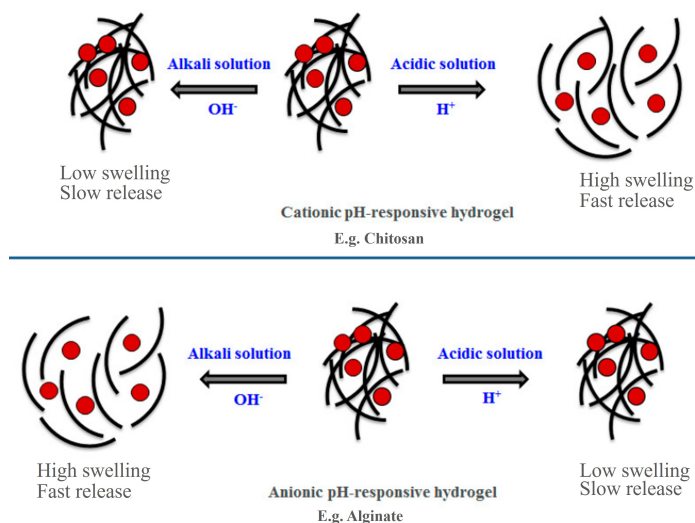 Alkali solution
OH-
Acidic solution
H+
Low swelling
Slow release
High swelling
Fast release
Cationic pH-responsive hydrogel
E.g. Chitosan
Alkali solution
OH-
Acidic solution
H+
High swelling
Fast release
Low swelling
Slow release
Anionic pH-responsive hydrogel
E.g. Alginate